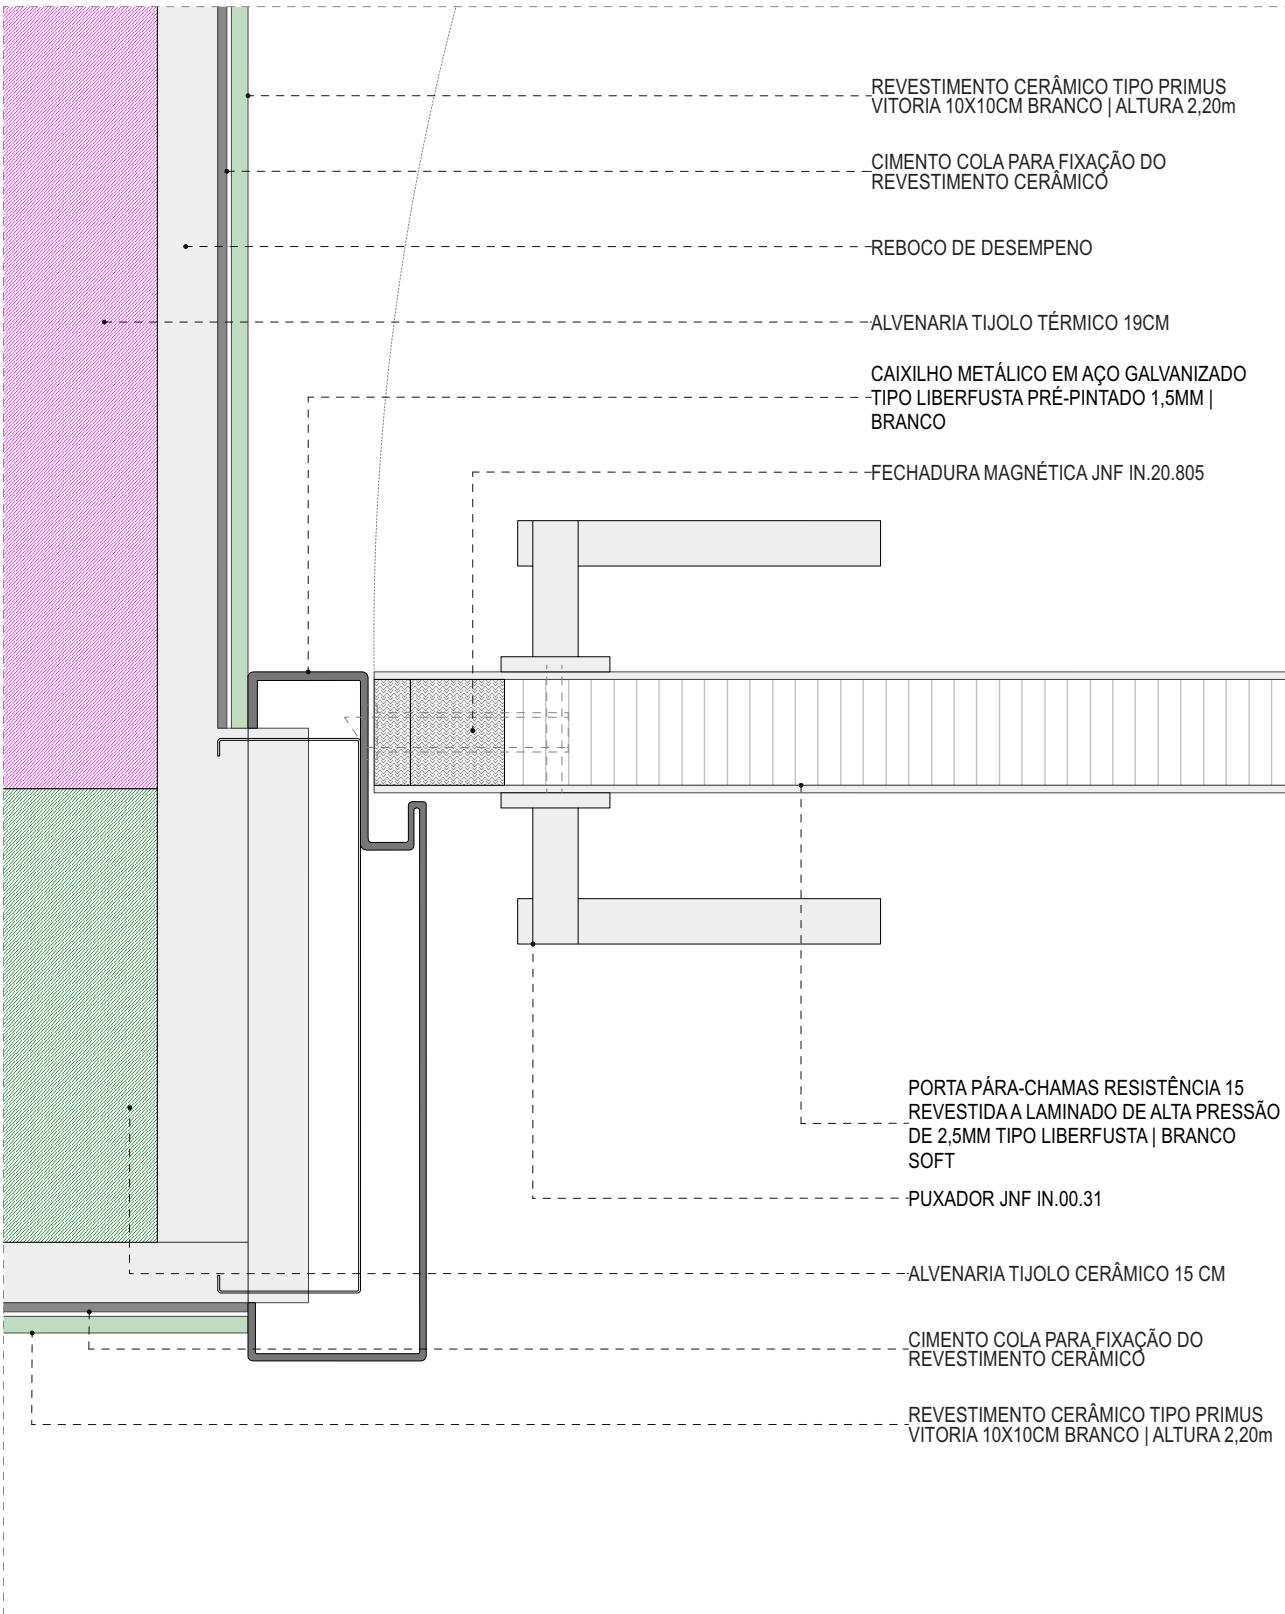 REVESTIMENTO CERÂMICO TIPO PRIMUS
VITORIA 10X10CM BRANCO | ALTURA 2,20m
CIMENTO COLA PARA FIXAÇÃO DO
REVESTIMENTO CERÂMICO
REBOCO DE DESEMPENO
ALVENARIA TIJOLO TÉRMICO 19CM
CAIXILHO METÁLICO EM AÇO GALVANIZADO
TIPO LIBERFUSTA PRÉ-PINTADO 1,5MM |
BRANCO
FECHADURA MAGNÉTICA JNF IN.20.805
PORTA PÁRA-CHAMAS RESISTÊNCIA 15
REVESTIDA A LAMINADO DE ALTA PRESSÃO
DE 2,5MM TIPO LIBERFUSTA | BRANCO
SOFT
PUXADOR JNF IN.00.31
ALVENARIA TIJOLO CERÂMICO 15 CM
CIMENTO COLA PARA FIXAÇÃO DO
REVESTIMENTO CERÂMICO
REVESTIMENTO CERÂMICO TIPO PRIMUS
VITORIA 10X10CM BRANCO | ALTURA 2,20m